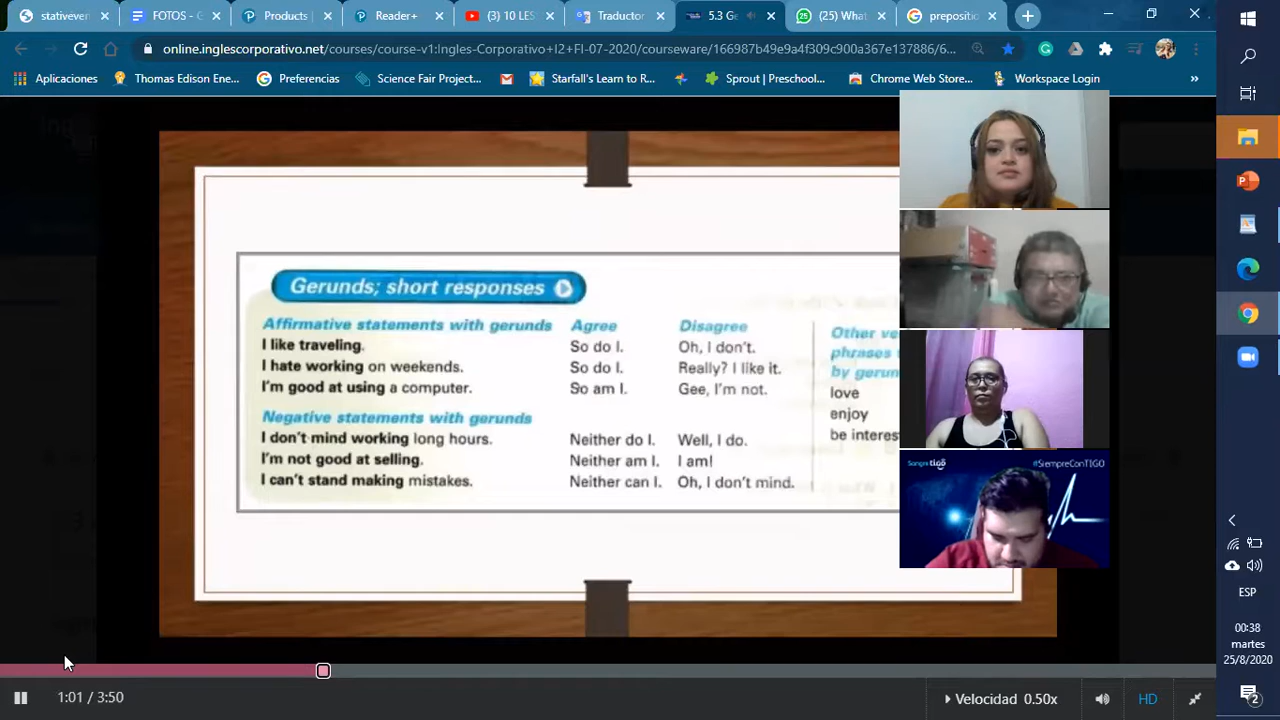 stativever
FOTOS - G
Products |
Reader+
(3) 10 LES
Traductor
5.3 Ge
(25) What
prepositio
online.inglescorporativo.net/courses/course-v1:Ingles-Corporativo+I2+FI-07-2020/courseware/166987b49e9a4f309c900a367e137886/6...
Aplicaciones
Thomas Edison Ene...
Preferencias
Science Fair Project...
Starfall's Learn to R...
Sprout | Preschool...
Chrome Web Store...
Workspace Login
»
Gerunds; short responses
Affirmative statements with gerunds Agree Disagree
I like traveling. So do I. Oh, I don't.
I hate working on weekends. So do I. Really? I like it.
I'm good at using a computer. So am I. Gee, I'm not.
Negative statements with gerunds
I don't mind working long hours. Neither do I. Well, I do.
I'm not good at selling. Neither am I. I am!
I can't stand making mistakes. Neither can I. Oh, I don't mind.
Other ve
phrases
by gerun
love
enjoy
be interes
tigo
#SiempreConTIGO
1:01 / 3:50
Velocidad 0.50x
HD
ESP
00:38
martes
25/8/2020
2